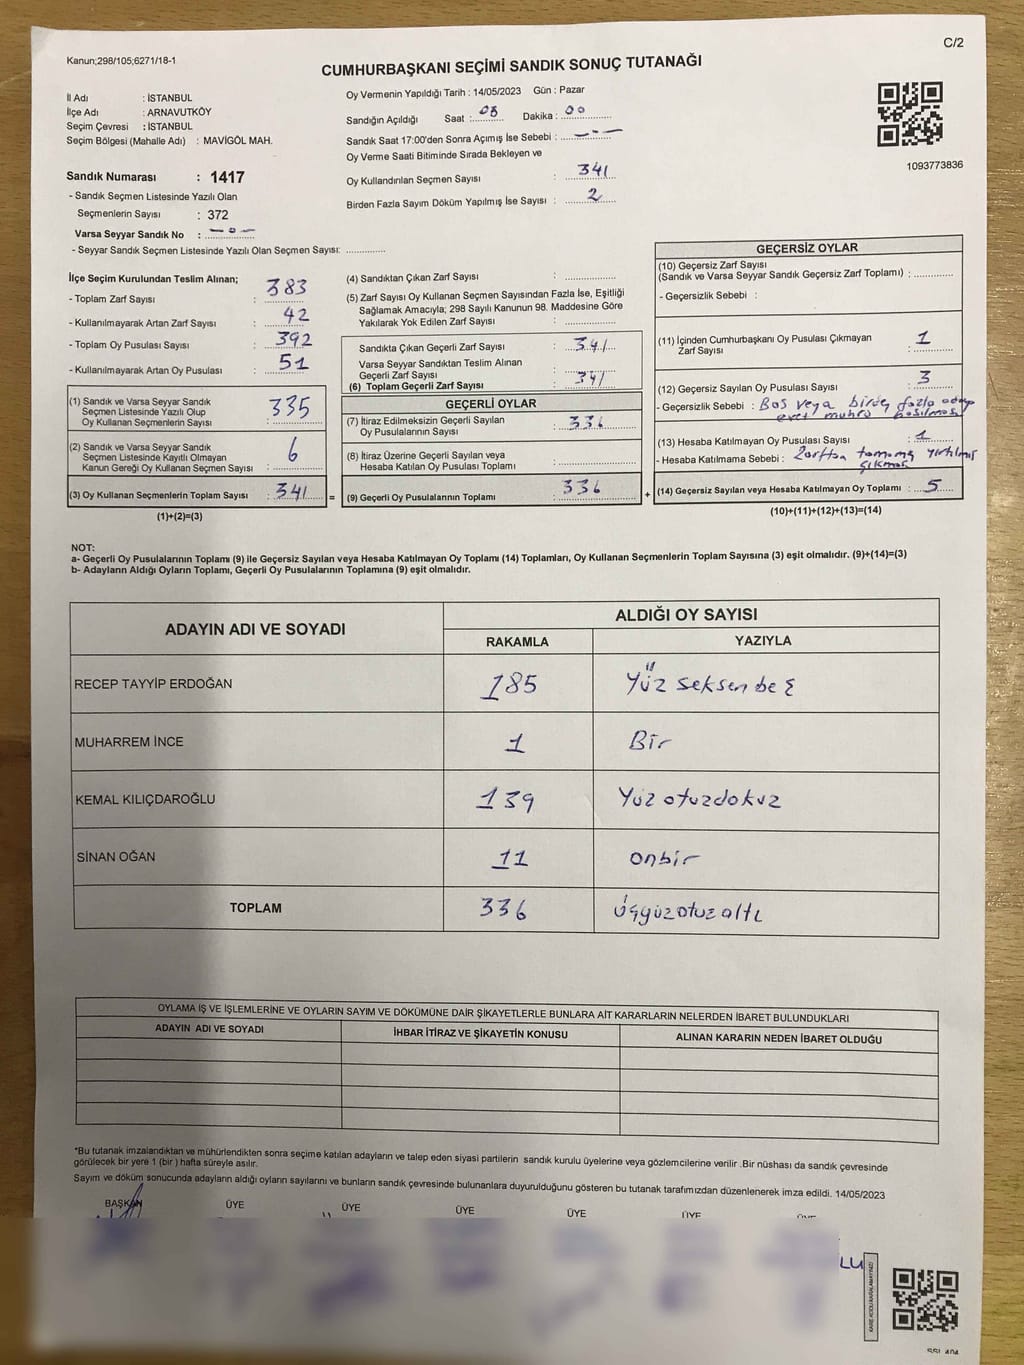 C/2
Kanun;298/105;6271/18-1
CUMHURBAŞKANI SEÇİMİ SANDIK SONUÇ TUTANAĞI
İl Adı : İSTANBUL
İlçe Adı : ARNAVUTKÖY
Seçim Çevresi : İSTANBUL
Seçim Bölgesi (Mahalle Adı) : MAVİGÖL MAH.
Sandık Numarası : 1417
- Sandık Seçmen Listesinde Yazılı Olan
Seçmenlerin Sayısı : 372
Varsa Seyyar Sandık No : - 0 -
- Seyyar Sandık Seçmen Listesinde Yazılı Olan Seçmen Sayısı: ............
Oy Vermenin Yapıldığı Tarih : 14/05/2023 Gün : Pazar
Sandığın Açıldığı Saat : 08 Dakika : 00
Sandık Saat 17:00'den Sonra Açımış İse Sebebi : - - -
Oy Verme Saati Bitiminde Sırada Bekleyen ve
Oy Kullandırılan Seçmen Sayısı : 341
Birden Fazla Sayım Döküm Yapılmış İse Sayısı : 2
1093773836
İlçe Seçim Kurulundan Teslim Alınan;
- Toplam Zarf Sayısı : 383
- Kullanılmayarak Artan Zarf Sayısı : 42
- Toplam Oy Pusulası Sayısı : 392
- Kullanılmayarak Artan Oy Pusulası : 51
(1) Sandık ve Varsa Seyyar Sandık
Seçmen Listesinde Yazılı Olup
Oy Kullanan Seçmenlerin Sayısı : 335
(2) Sandık ve Varsa Seyyar Sandık
Seçmen Listesinde Kayıtlı Olmayan
Kanun Gereği Oy Kullanan Seçmen Sayısı : 6
(3) Oy Kullanan Seçmenlerin Toplam Sayısı : 341 =
(1)+(2)=(3)
(4) Sandıktan Çıkan Zarf Sayısı : ............
(5) Zarf Sayısı Oy Kullanan Seçmen Sayısından Fazla İse, Eşitliği
Sağlamak Amacıyla; 298 Sayılı Kanunun 98. Maddesine Göre
Yakılarak Yok Edilen Zarf Sayısı : ............
Sandıkta Çıkan Geçerli Zarf Sayısı : 341
Varsa Seyyar Sandıktan Teslim Alınan
Geçerli Zarf Sayısı
(6) Toplam Geçerli Zarf Sayısı : 341
GEÇERLİ OYLAR
(7) İtiraz Edilmeksizin Geçerli Sayılan
Oy Pusulalarının Sayısı : 336
(8) İtiraz Üzerine Geçerli Sayılan veya
Hesaba Katılan Oy Pusulası Toplamı : ............
(9) Geçerli Oy Pusulalarının Toplamı : 336 +
GEÇERSİZ OYLAR
(10) Geçersiz Zarf Sayısı
(Sandık ve Varsa Seyyar Sandık Geçersiz Zarf Toplamı) : ............
- Geçersizlik Sebebi :
(11) İçinden Cumhurbaşkanı Oy Pusulası Çıkmayan
Zarf Sayısı : 1
(12) Geçersiz Sayılan Oy Pusulası Sayısı : 3
- Geçersizlik Sebebi : Boş veya birden fazla adaya
evet mührü basılması
(13) Hesaba Katılmayan Oy Pusulası Sayısı : 1
- Hesaba Katılmama Sebebi : Zarftan tamamı yırtılmış
çıkmış
(14) Geçersiz Sayılan veya Hesaba Katılmayan Oy Toplamı : 5
(10)+(11)+(12)+(13)=(14)
NOT:
a- Geçerli Oy Pusulalarının Toplamı (9) ile Geçersiz Sayılan veya Hesaba Katılmayan Oy Toplamı (14) Toplamları, Oy Kullanan Seçmenlerin Toplam Sayısına (3) eşit olmalıdır. (9)+(14)=(3)
b- Adayların Aldığı Oyların Toplamı, Geçerli Oy Pusulalarının Toplamına (9) eşit olmalıdır.
ADAYIN ADI VE SOYADI ALDIĞI OY SAYISI
RAKAMLA YAZIYLA
RECEP TAYYİP ERDOĞAN 185 Yüz seksen beş
MUHARREM İNCE 1 Bir
KEMAL KILIÇDAROĞLU 139 Yüz otuzdokuz
SİNAN OĞAN 11 onbir
TOPLAM 336 üçyüzotuzaltı
OYLAMA İŞ VE İŞLEMLERİNE VE OYLARIN SAYIM VE DÖKÜMÜNE DAİR ŞİKAYETLERLE BUNLARA AİT KARARLARIN NELERDEN İBARET BULUNDUKLARI
ADAYIN ADI VE SOYADI İHBAR İTİRAZ VE ŞİKAYETİN KONUSU ALINAN KARARIN NEDEN İBARET OLDUĞU
*Bu tutanak imzalandıktan ve mühürlendikten sonra seçime katılan adayların ve talep eden siyasi partilerin sandık kurulu üyelerine veya gözlemcilerine verilir .Bir nüshası da sandık çevresinde
görülecek bir yere 1 (bir ) hafta süreyle asılır.
Sayım ve döküm sonucunda adayların aldığı oyların sayılarını ve bunların sandık çevresinde bulunanlara duyurulduğunu gösteren bu tutanak tarafımızdan düzenlenerek imza edildi. 14/05/2023
BAŞKAN ÜYE ÜYE ÜYE ÜYE ÜYE
LU